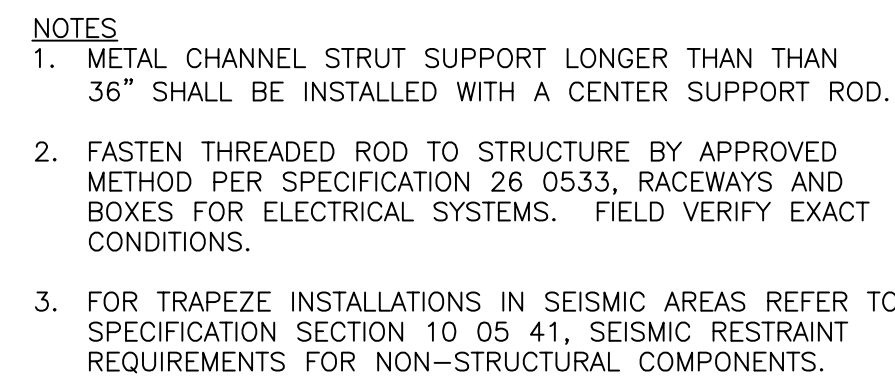 NOTES
1. METAL CHANNEL STRUT SUPPORT LONGER THAN THAN
36” SHALL BE INSTALLED WITH A CENTER SUPPORT ROD.
2. FASTEN THREADED ROD TO STRUCTURE BY APPROVED
METHOD PER SPECIFICATION 26 0533, RACEWAYS AND
BOXES FOR ELECTRICAL SYSTEMS. FIELD VERIFY EXACT
CONDITIONS.
3. FOR TRAPEZE INSTALLATIONS IN SEISMIC AREAS REFER TO
SPECIFICATION SECTION 10 05 41, SEISMIC RESTRAINT
REQUIREMENTS FOR NON–STRUCTURAL COMPONENTS.